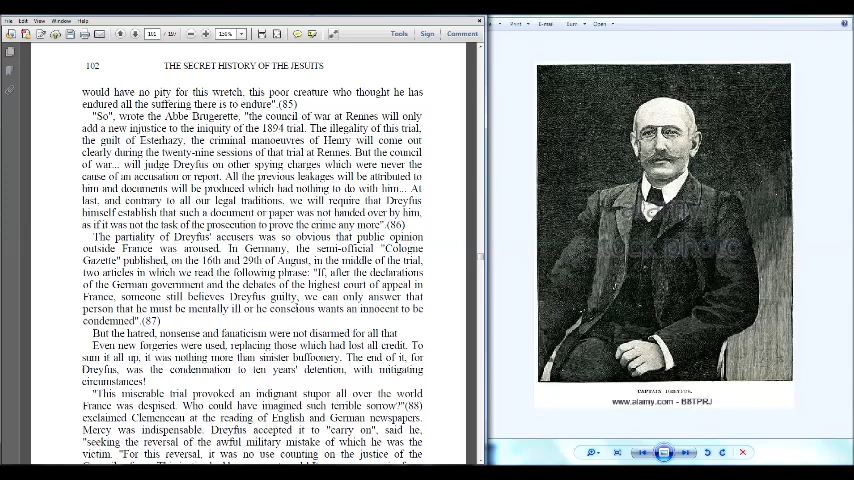 File Edit View Window Help
101 / 197
136%
Tools
Sign
Comment
102
THE SECRET HISTORY OF THE JESUITS
would have no pity for this wretch, this poor creature who thought he has
endured all the suffering there is to endure".(85)
"So", wrote the Abbe Brugerette, "the council of war at Rennes will only
add a new injustice to the iniquity of the 1894 trial. The illegality of this trial,
the guilt of Esterhazy, the criminal manoeuvres of Henry will come out
clearly during the twenty-nine sessions of that trial at Rennes. But the council
of war... will judge Dreyfus on other spying charges which were never the
cause of an accusation or report. All the previous leakages will be attributed to
him and documents will be produced which had nothing to do with him... At
last, and contrary to all our legal traditions, we will require that Dreyfus
himself establish that such a document or paper was not handed over by him,
as if it was not the task of the prosecution to prove the crime any more".(86)
The partiality of Dreyfus' accusers was so obvious that public opinion
outside France was aroused. In Germany, the semi-official "Cologne
Gazette" published, on the 16th and 29th of August, in the middle of the trial,
two articles in which we read the following phrase: "If, after the declarations
of the German government and the debates of the highest court of appeal in
France, someone still believes Dreyfus guilty, we can only answer that
person that he must be mentally ill or he conscious wants an innocent to be
condemned".(87)
But the hatred, nonsense and fanaticism were not disarmed for all that
Even new forgeries were used, replacing those which had lost all credit. To
sum it all up, it was nothing more than sinister buffoonery. The end of it, for
Dreyfus, was the condemnation to ten years' detention, with mitigating
circumstances!
"This miserable trial provoked an indignant stupor all over the world
France was despised. Who could have imagined such terrible sorrow?"(88)
exclaimed Clemenceau at the reading of English and German newspapers.
Mercy was indispensable. Dreyfus accepted it to "carry on", said he,
"seeking the reversal of the awful military mistake of which he was the
victim. "For this reversal, it was no use counting on the justice of the
Print E-mail Burn Open
CAPTAIN DREYFUS.
www.alamy.com - B8TPRJ